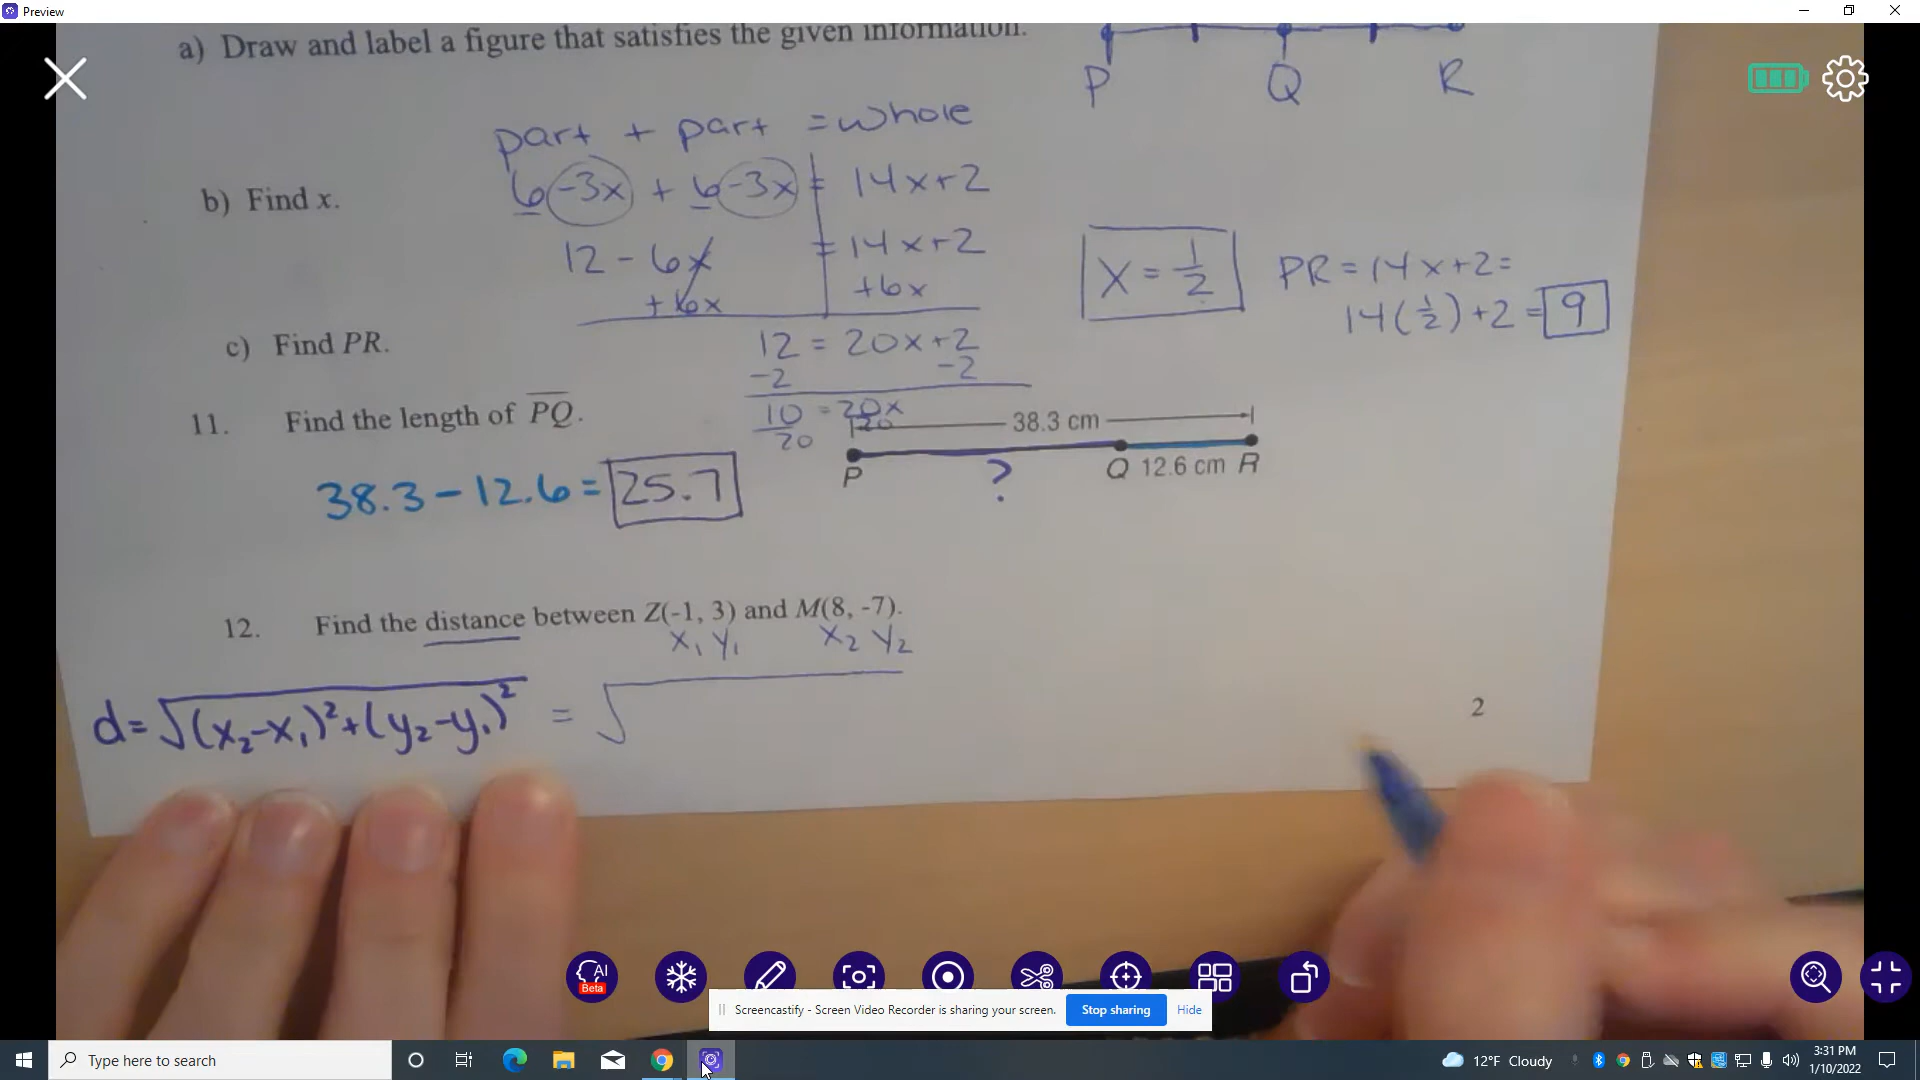 Preview
a) Draw and label a figure that satisfies the given information.
P Q R
part + part = whole
b) Find x.
6 -3x + 6 -3x = 14x+2
12 - 6x = 14x+2
+6x +6x
X = 1/2
PR = 14x+2 =
14(1/2) +2 = 9
c) Find PR.
12 = 20x+2
-2 -2
11. Find the length of PQ.
10 = 20x
20 20
38.3 cm
P ? Q 12.6 cm R
38.3 - 12.6 = 25.7
12. Find the distance between Z(-1, 3) and M(8, -7).
X₁ Y₁ X₂ Y₂
d = √(x₂-x₁)²+(y₂-y₁)² = √
2
AI
Beta
Screencastify - Screen Video Recorder is sharing your screen. Stop sharing Hide
Type here to search
12°F Cloudy
3:31 PM
1/10/2022